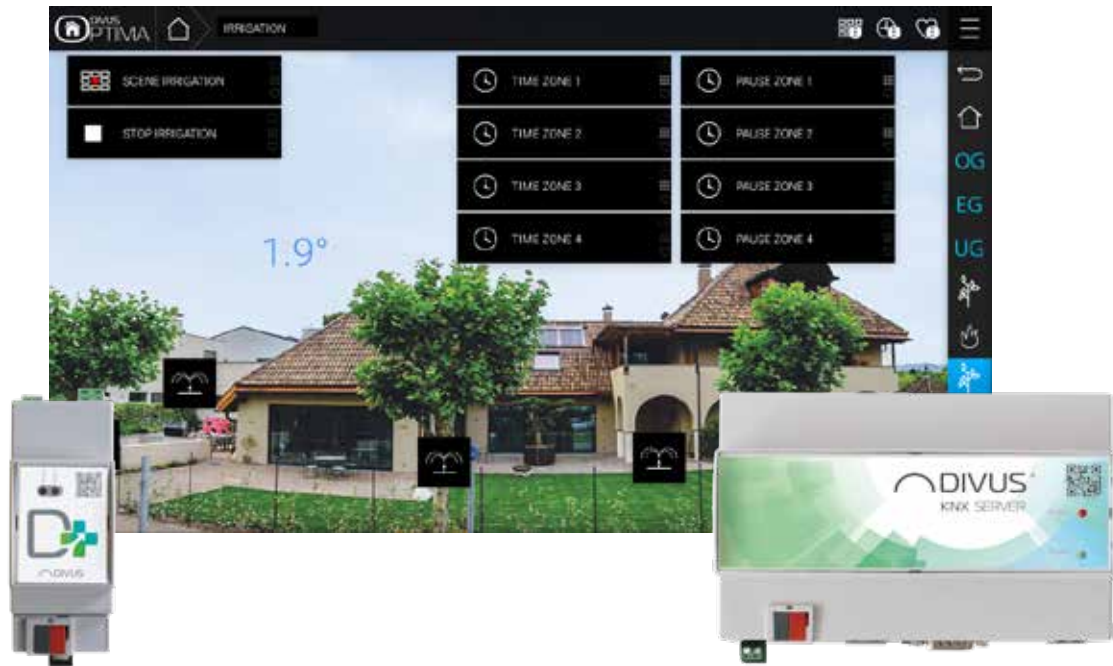 DIVUS
OPTIMA
IRRIGATION
SCENE IRRIGATION
STOP IRRIGATION
TIME ZONE 1
TIME ZONE 2
TIME ZONE 3
TIME ZONE 4
PAUSE ZONE 1
PAUSE ZONE 2
PAUSE ZONE 3
PAUSE ZONE 4
OG
EG
UG
1.9°
D+
DIVUS
DIVUS
KNX SERVER